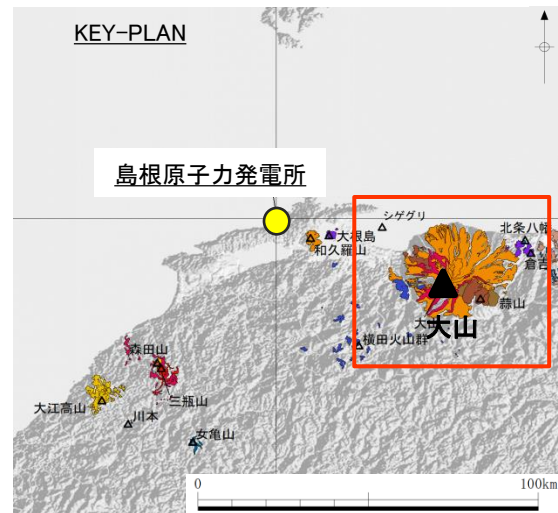 KEY-PLAN
島根原子力発電所
シゲグリ
北条八幡
大根島
和久羅山
倉吉
蒜山
大山
横田火山群
森田山
三瓶山
大江高山
川本
女亀山
0
100km